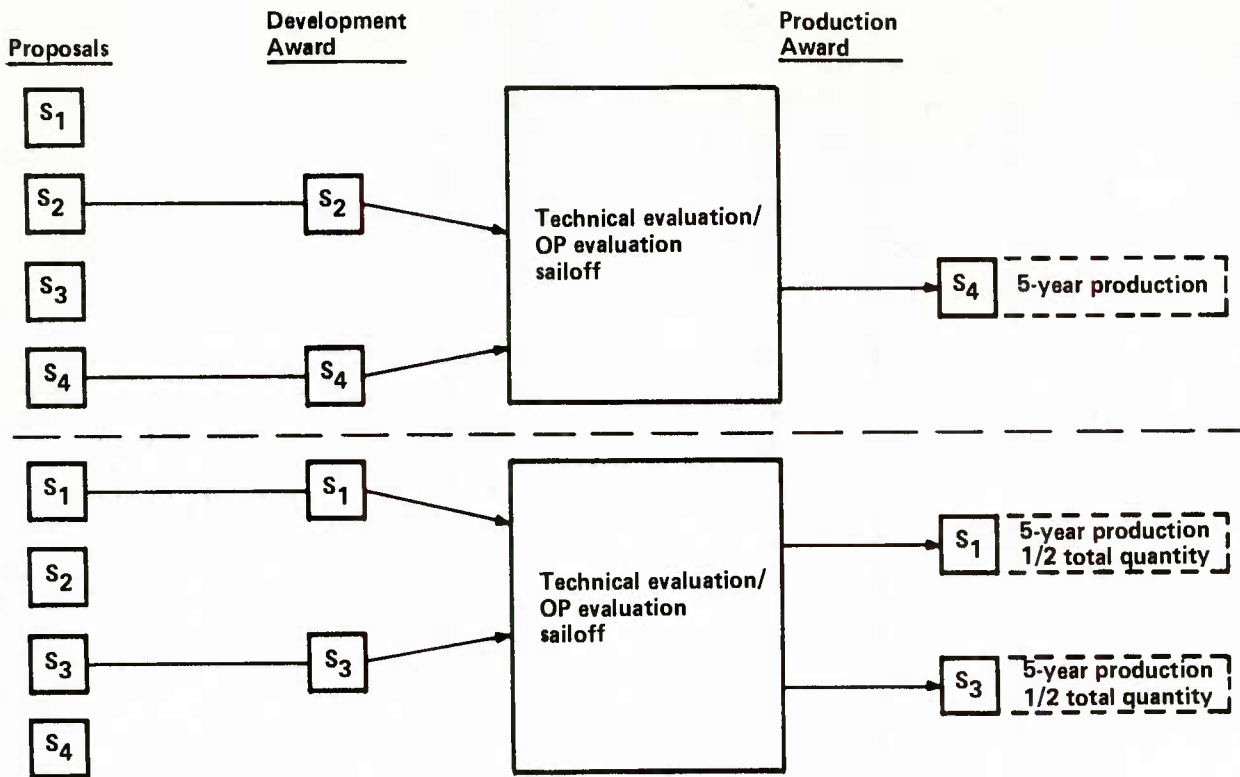 Proposals
Development
Award
Production
Award
S1
S2
S3
S4
S2
S4
Technical evaluation/
OP evaluation
sailoff
S4
5-year production
S1
S2
S3
S4
S1
S3
Technical evaluation/
OP evaluation
sailoff
S1
5-year production
1/2 total quantity
S3
5-year production
1/2 total quantity